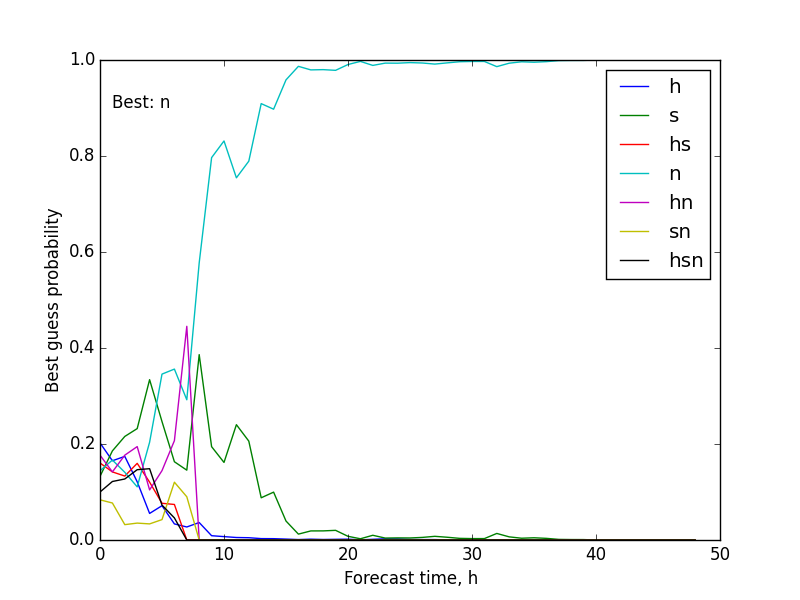 1.0
0.8
0.6
0.4
0.2
0.0
Best guess probability
Best: n
h
s
hs
n
hn
sn
hsn
0 10 20 30 40 50
Forecast time, h